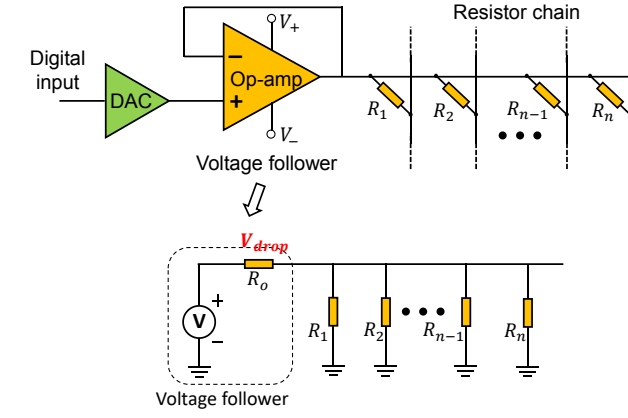 Resistor chain
Digital
input
DAC
V₊
−
Op-amp
+
V₋
R₁
R₂
Rₙ₋₁
Rₙ
Voltage follower
V_drop
Rₒ
V
+
−
R₁
R₂
Rₙ₋₁
Rₙ
Voltage follower